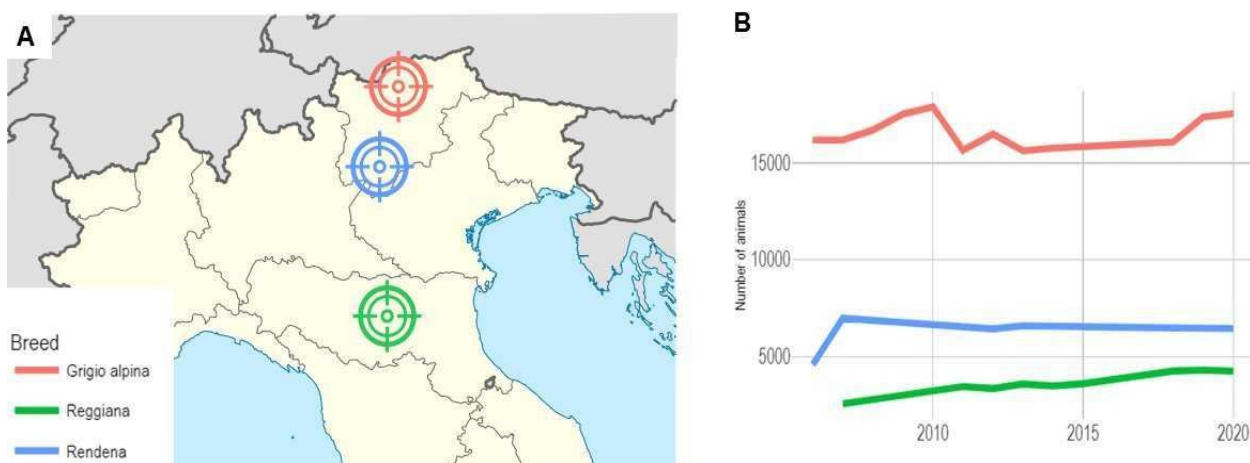 A
Breed
Grigio alpina
Reggiana
Rendena
B
Number of animals
15000
10000
5000
2010
2015
2020